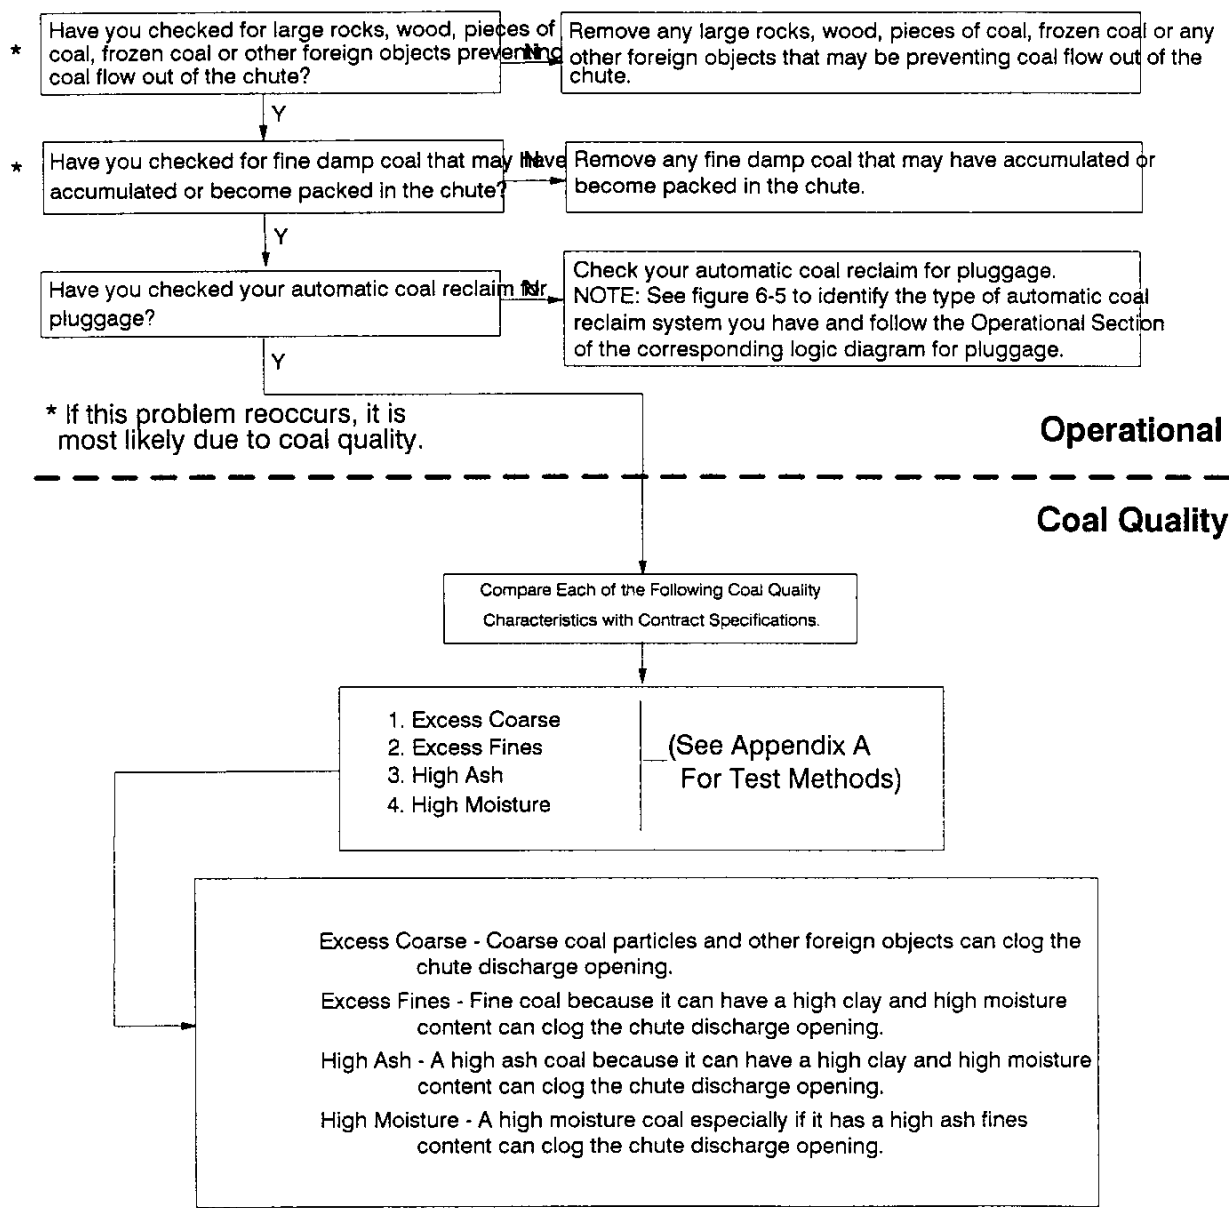 * Have you checked for large rocks, wood, pieces of
coal, frozen coal or other foreign objects preventing
coal flow out of the chute?
N
Remove any large rocks, wood, pieces of coal, frozen coal or any
other foreign objects that may be preventing coal flow out of the
chute.
Y
* Have you checked for fine damp coal that may have
accumulated or become packed in the chute?
N
Remove any fine damp coal that may have accumulated or
become packed in the chute.
Y
Have you checked your automatic coal reclaim for
pluggage?
N
Check your automatic coal reclaim for pluggage.
NOTE: See figure 6-5 to identify the type of automatic coal
reclaim system you have and follow the Operational Section
of the corresponding logic diagram for pluggage.
Y
* If this problem reoccurs, it is
most likely due to coal quality.
Operational
Coal Quality
Compare Each of the Following Coal Quality
Characteristics with Contract Specifications.
1. Excess Coarse
2. Excess Fines
3. High Ash
4. High Moisture
(See Appendix A
For Test Methods)
Excess Coarse - Coarse coal particles and other foreign objects can clog the
chute discharge opening.
Excess Fines - Fine coal because it can have a high clay and high moisture
content can clog the chute discharge opening.
High Ash - A high ash coal because it can have a high clay and high moisture
content can clog the chute discharge opening.
High Moisture - A high moisture coal especially if it has a high ash fines
content can clog the chute discharge opening.